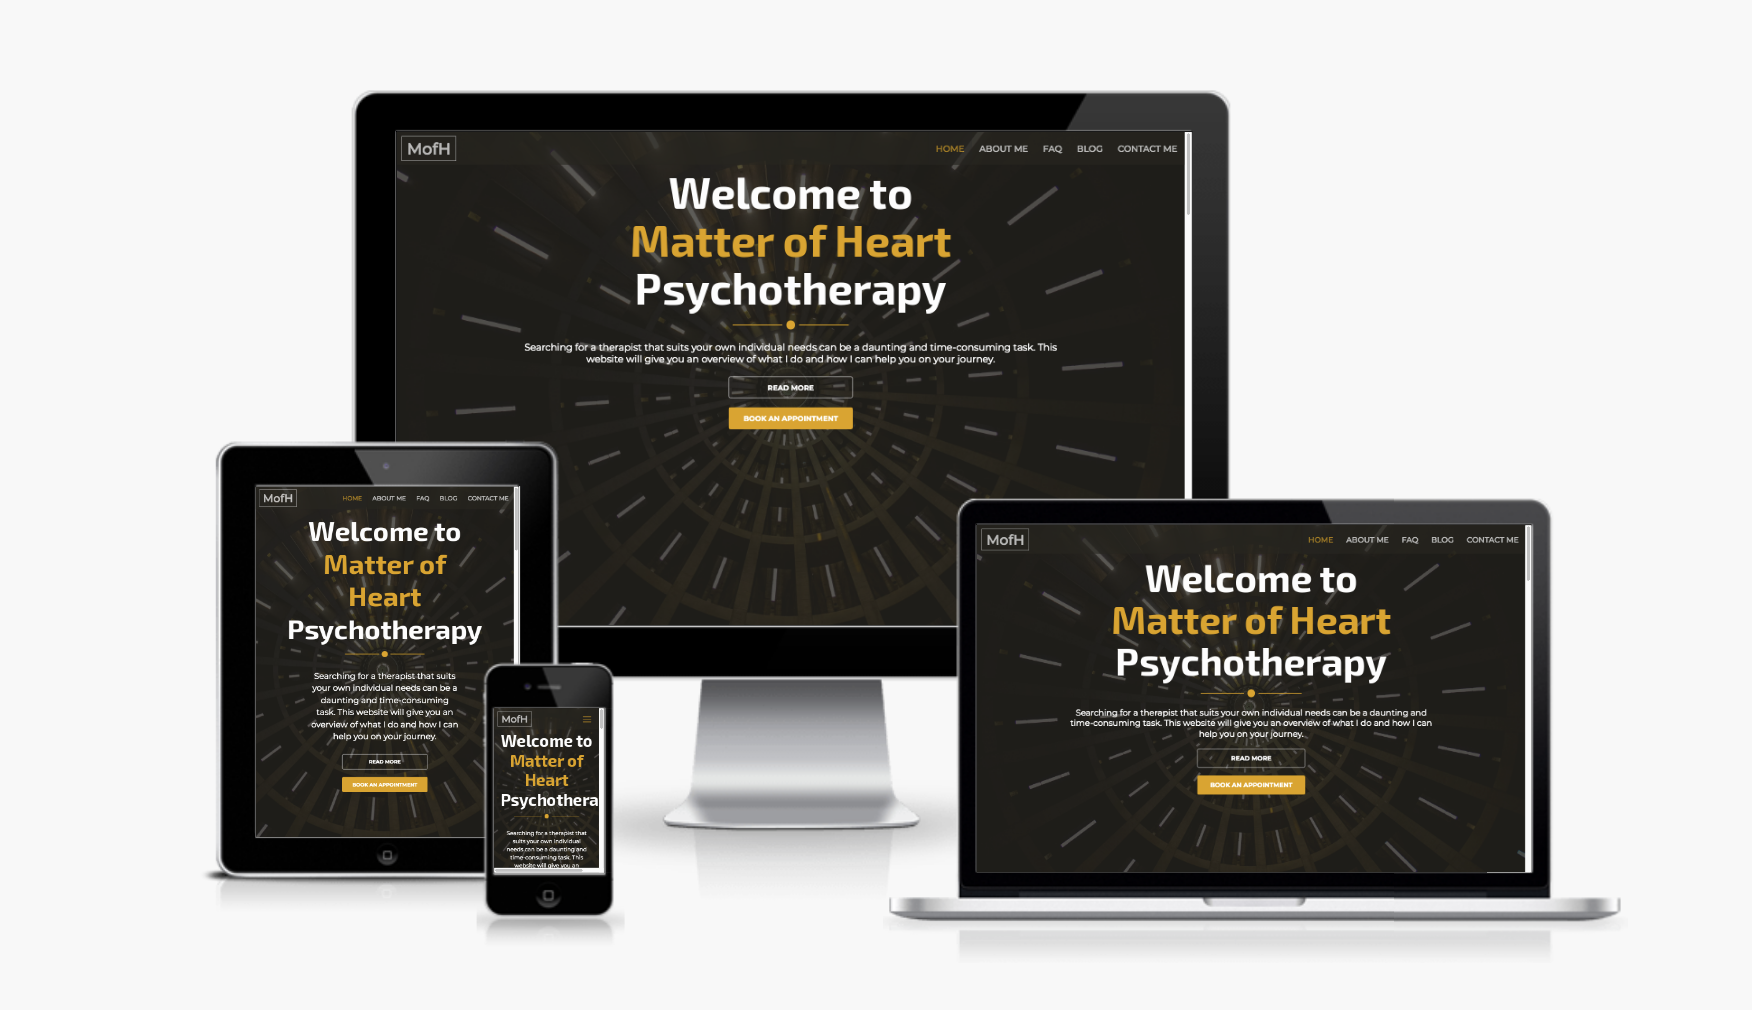 MofH
HOME ABOUT ME FAQ BLOG CONTACT ME
Welcome to
Matter of Heart
Psychotherapy
Searching for a therapist that suits your own individual needs can be a daunting and time-consuming task. This
website will give you an overview of what I do and how I can help you on your journey.
READ MORE
BOOK AN APPOINTMENT
MofH
HOME ABOUT ME FAQ BLOG CONTACT ME
Welcome to
Matter of
Heart
Psychotherapy
Searching for a therapist that suits
your own individual needs can be a
daunting and time-consuming
task. This website will give you an
overview of what I do and how I can
help you on your journey.
READ MORE
BOOK AN APPOINTMENT
MofH
Welcome to
Matter of
Heart
Psychothera
Searching for a therapist that
suits your own individual
needs can be a daunting and
time-consuming task. This
website will give you an
MofH
HOME ABOUT ME FAQ BLOG CONTACT ME
Welcome to
Matter of Heart
Psychotherapy
Searching for a therapist that suits your own individual needs can be a daunting and
time-consuming task. This website will give you an overview of what I do and how I can
help you on your journey.
READ MORE
BOOK AN APPOINTMENT